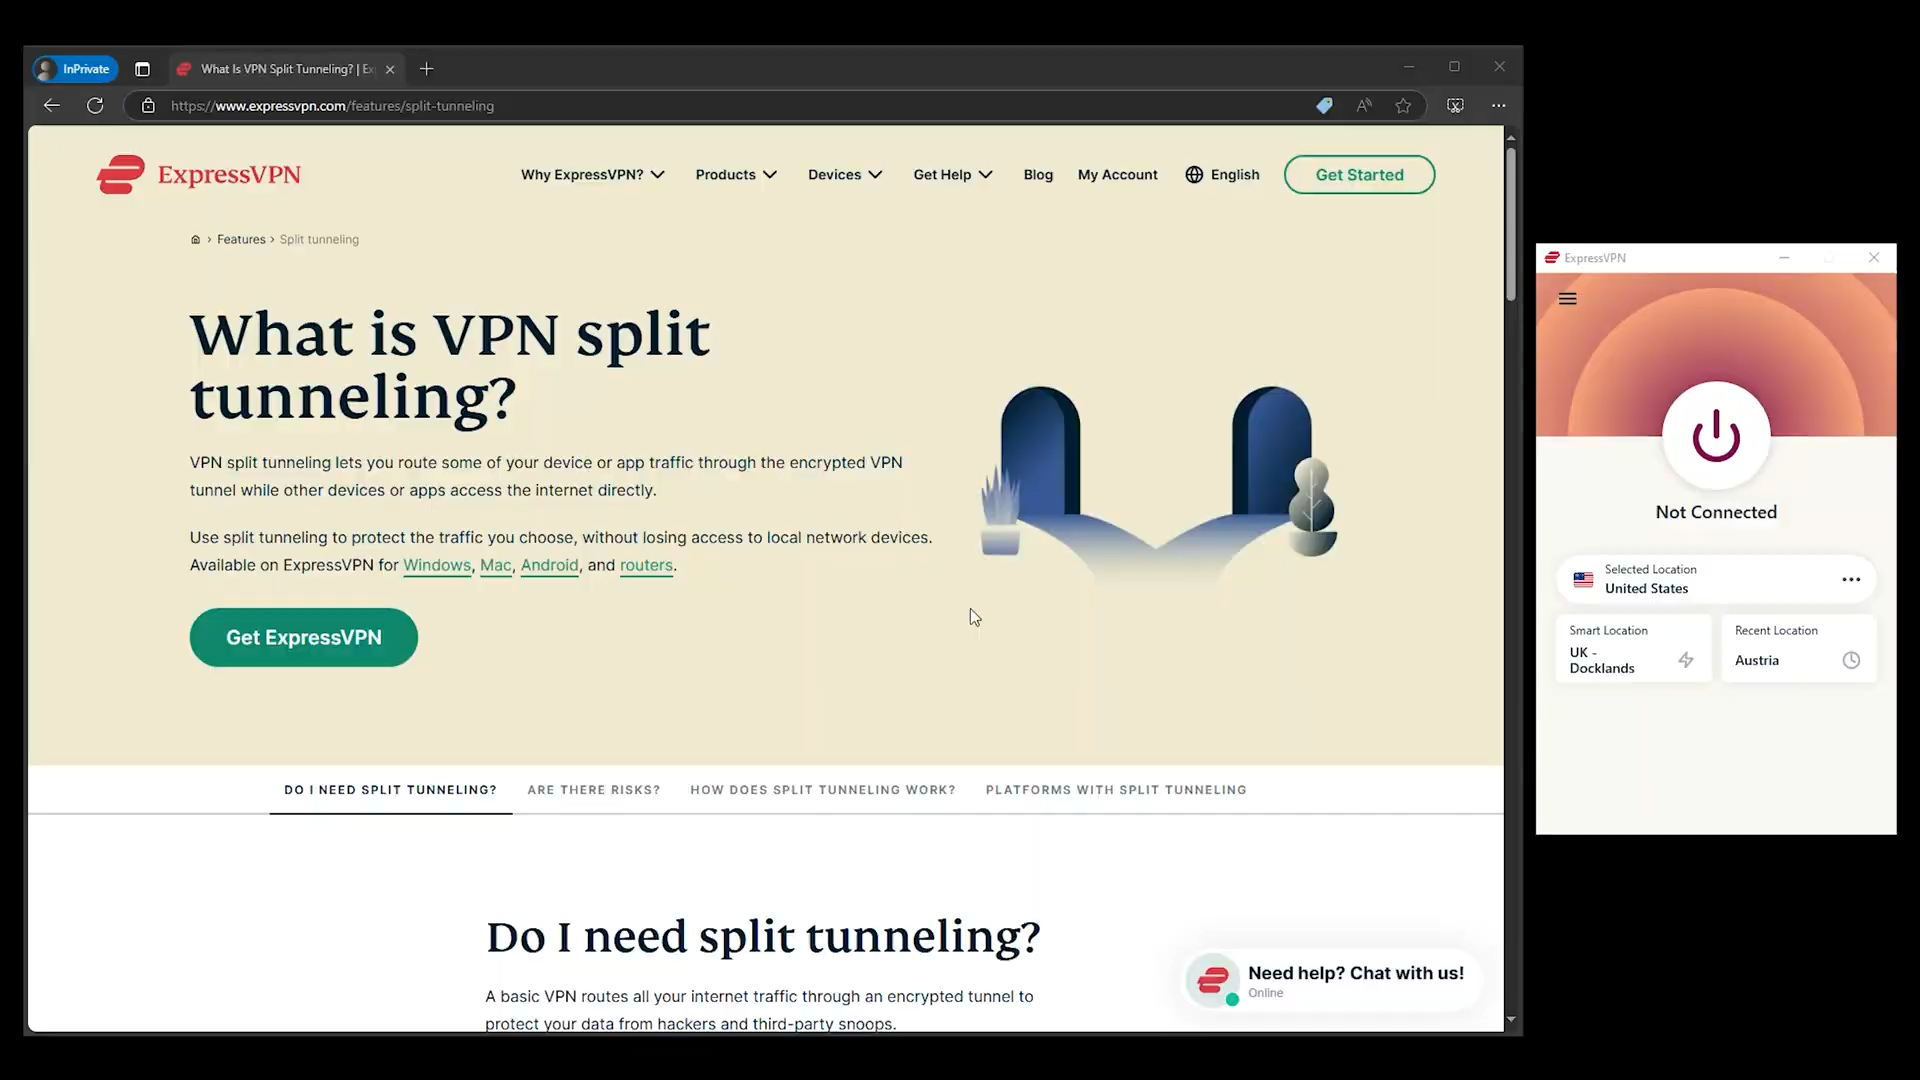 InPrivate
What Is VPN Split Tunneling? | Ex
https://www.expressvpn.com/features/split-tunneling
ExpressVPN
Why ExpressVPN?
Products
Devices
Get Help
Blog
My Account
English
Get Started
Features › Split tunneling
What is VPN split
tunneling?
VPN split tunneling lets you route some of your device or app traffic through the encrypted VPN
tunnel while other devices or apps access the internet directly.
Use split tunneling to protect the traffic you choose, without losing access to local network devices.
Available on ExpressVPN for Windows, Mac, Android, and routers.
Get ExpressVPN
DO I NEED SPLIT TUNNELING?
ARE THERE RISKS?
HOW DOES SPLIT TUNNELING WORK?
PLATFORMS WITH SPLIT TUNNELING
Do I need split tunneling?
A basic VPN routes all your internet traffic through an encrypted tunnel to
protect your data from hackers and third-party snoops.
Need help? Chat with us!
Online
ExpressVPN
Not Connected
Selected Location
United States
Smart Location
UK -
Docklands
Recent Location
Austria